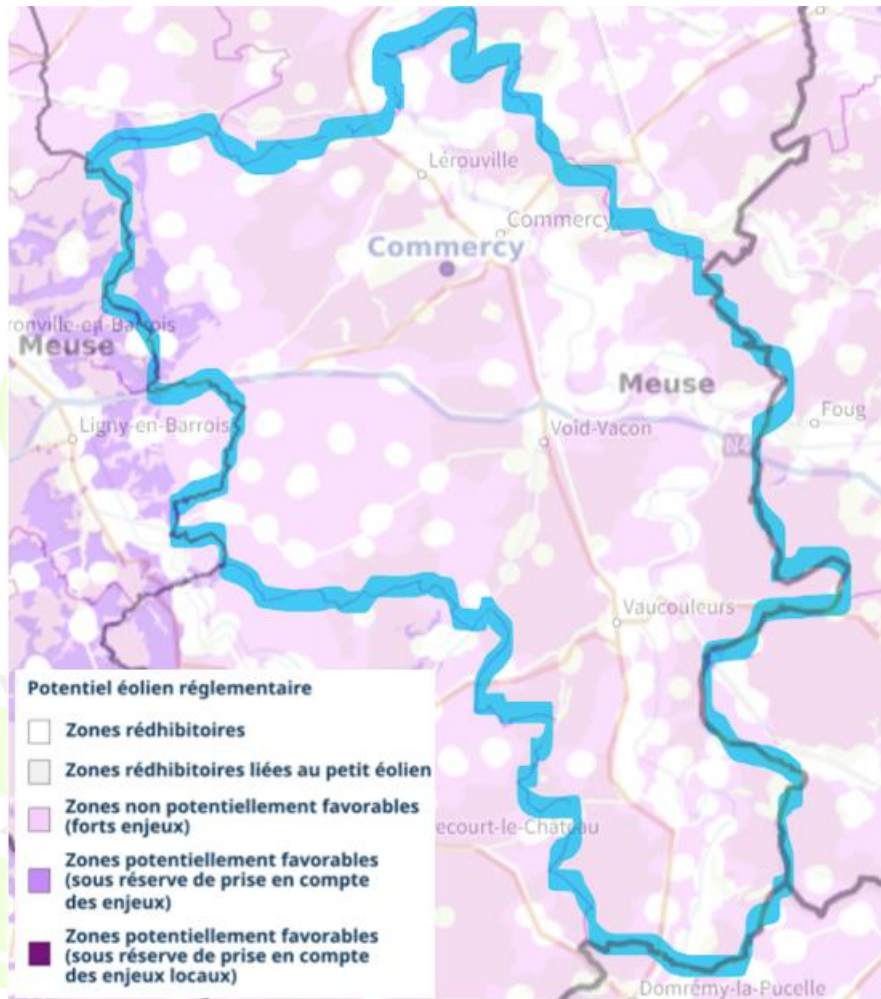 Lérouville
Commercy
Commercy
ronville-en-Barrois
Meuse
Meuse
Foug
Ligny-en-Barrois
Void-Vacon
N4
Vaucouleurs
Potentiel éolien réglementaire
Zones rédhibitoires
Zones rédhibitoires liées au petit éolien
Zones non potentiellement favorables
(forts enjeux)
ecourt-le-Château
Zones potentiellement favorables
(sous réserve de prise en compte
des enjeux)
Zones potentiellement favorables
(sous réserve de prise en compte
des enjeux locaux)
Domrémy-la-Pucelle